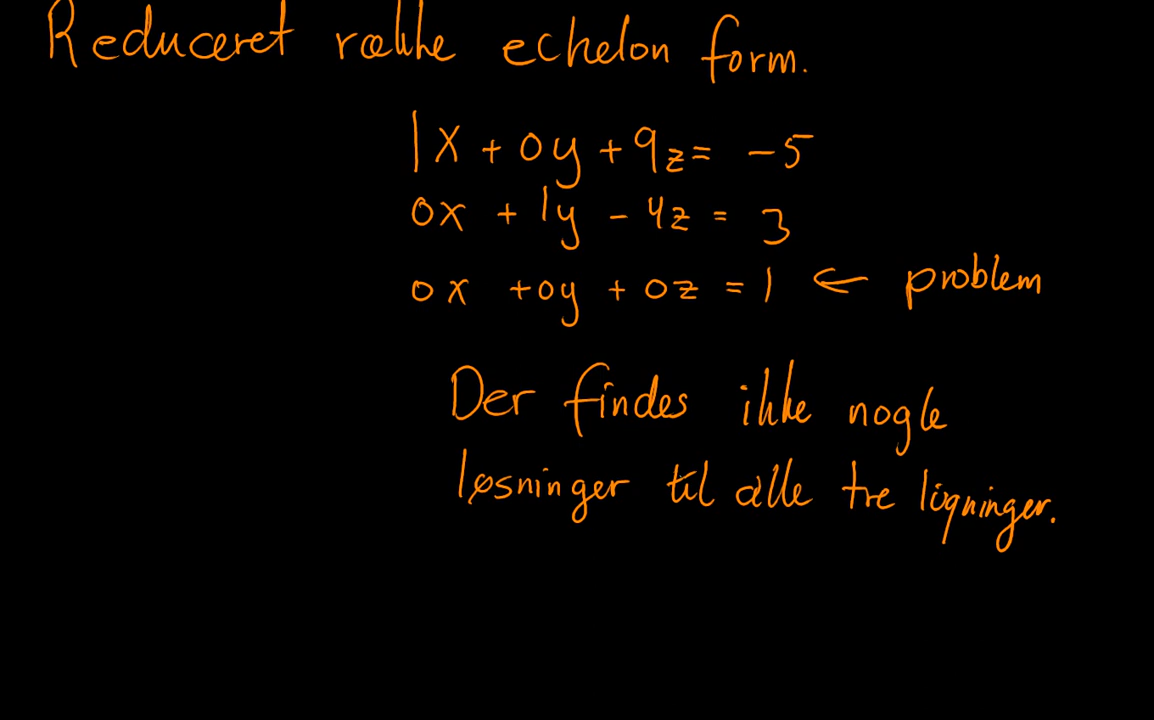 Reduceret række echelon form.
1x + 0y + 9z = -5
0x + 1y - 4z = 3
0x + 0y + 0z = 1 ← problem
Der findes ikke nogle
løsninger til alle tre ligninger.